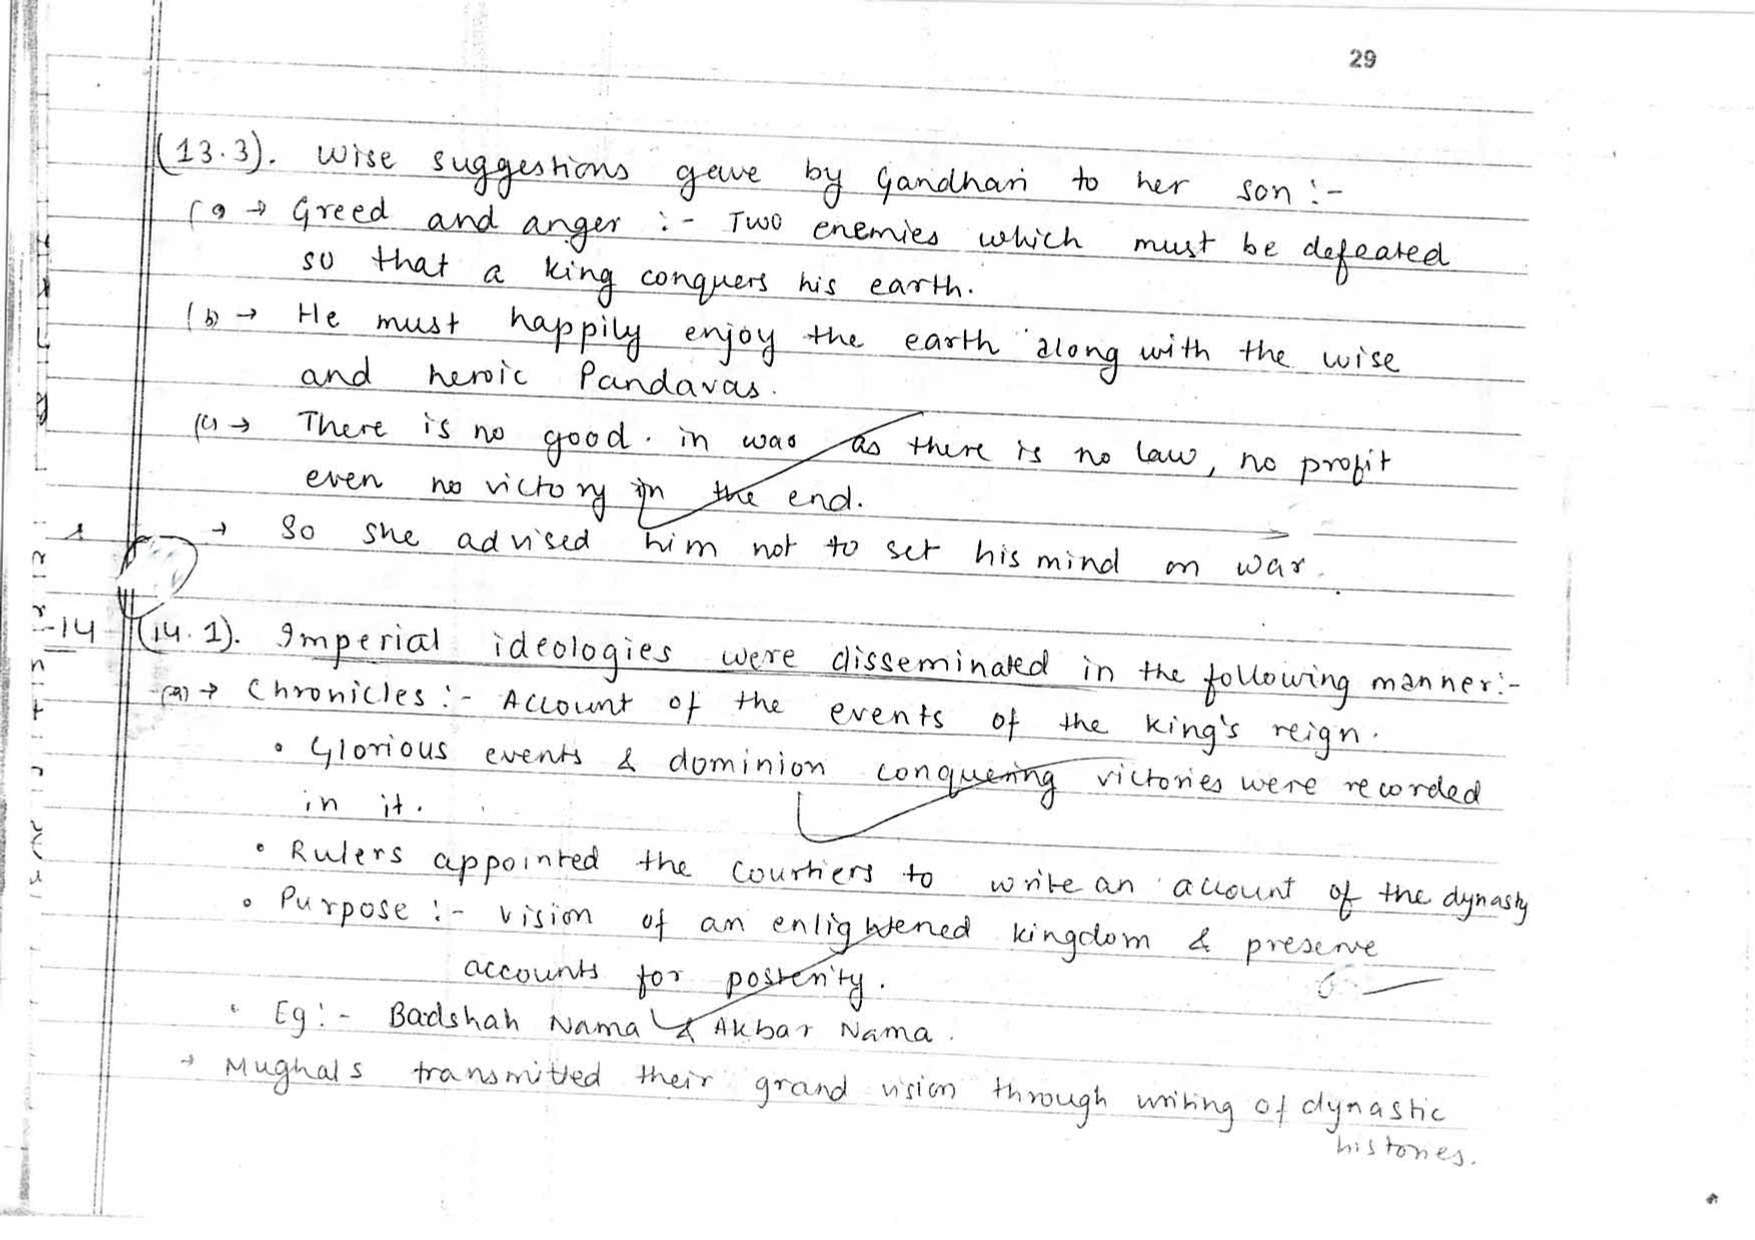 29
(13.3). Wise suggestions gave by Gandhari to her son :-
(a → Greed and anger :- Two enemies which must be defeated
so that a king conquers his earth.
(b) → He must happily enjoy the earth along with the wise
and heroic Pandavas.
(c) → There is no good. in war as there is no law, no profit
even no victory in the end.
→ So she advised him not to set his mind on war.
-14 (14.1). Imperial ideologies were disseminated in the following manner:-
(a) → Chronicles :- Account of the events of the king's reign.
• Glorious events & dominion conquering victories were recorded
in it.
• Rulers appointed the courtiers to write an account of the dynasty
• Purpose :- vision of an enlightened kingdom & preserve
accounts for posterity.
• Eg :- Badshah Nama & Akbar Nama.
→ Mughals transmitted their grand vision through writing of dynastic
histories.